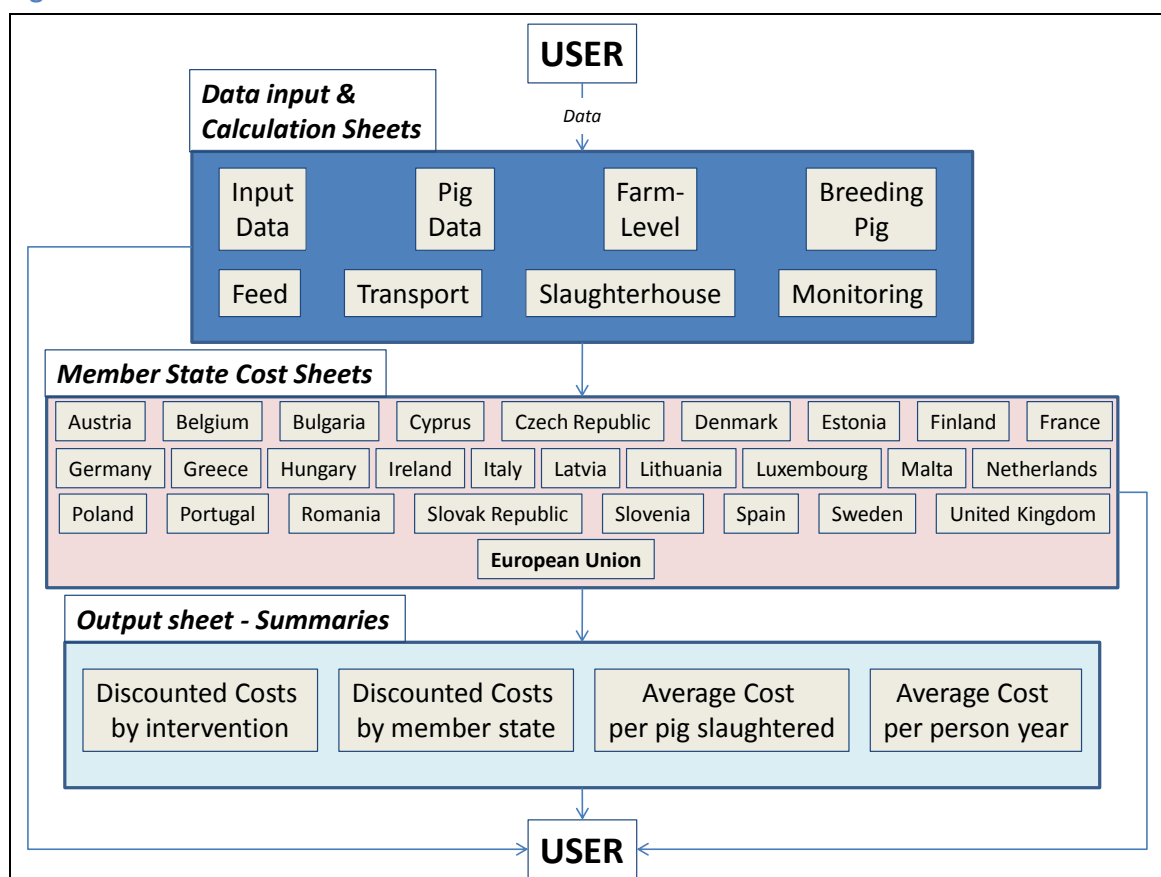 USER
Data input &
Calculation Sheets
Data
Input
Data
Pig
Data
Farm-
Level
Breeding
Pig
Feed
Transport
Slaughterhouse
Monitoring
Member State Cost Sheets
Austria
Belgium
Bulgaria
Cyprus
Czech Republic
Denmark
Estonia
Finland
France
Germany
Greece
Hungary
Ireland
Italy
Latvia
Lithuania
Luxembourg
Malta
Netherlands
Poland
Portugal
Romania
Slovak Republic
Slovenia
Spain
Sweden
United Kingdom
European Union
Output sheet - Summaries
Discounted Costs
by intervention
Discounted Costs
by member state
Average Cost
per pig slaughtered
Average Cost
per person year
USER